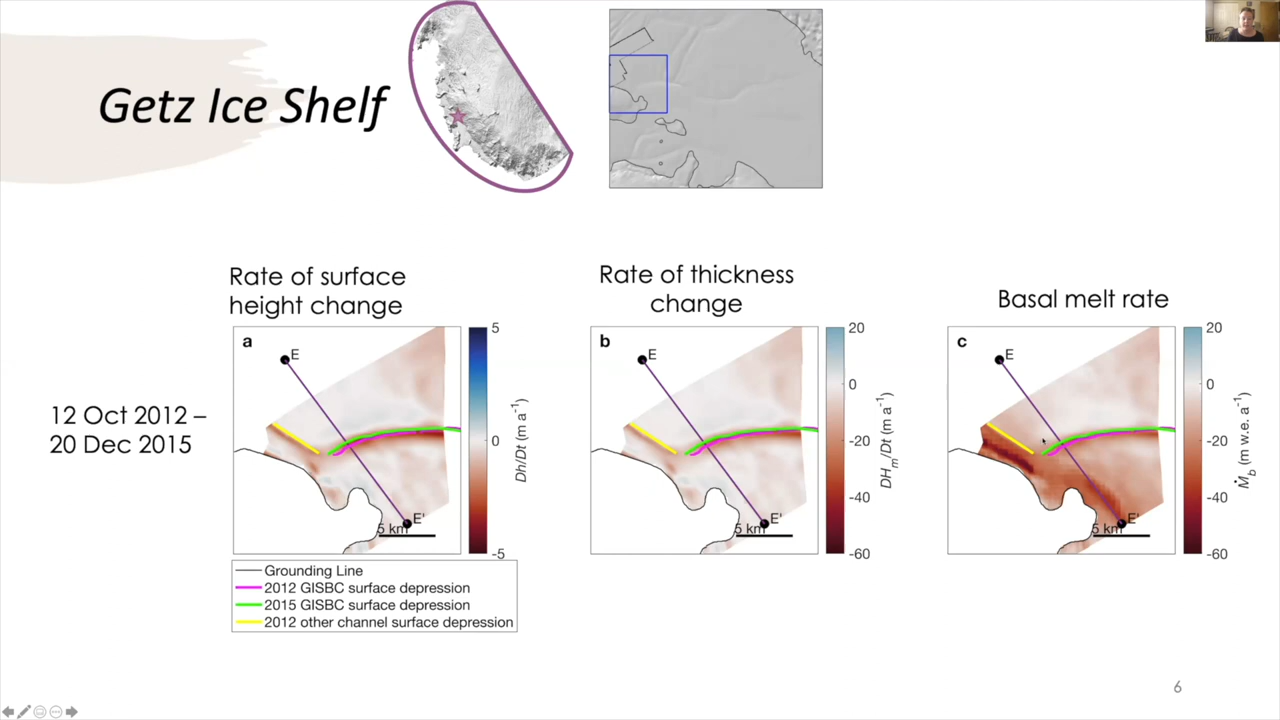 Getz Ice Shelf
Rate of surface
height change
Rate of thickness
change
Basal melt rate
12 Oct 2012 –
20 Dec 2015
a
E
E'
5 km
5
0
-5
Dh/Dt (m a⁻¹)
b
E
E'
5 km
20
0
-20
-40
-60
DHₘ/Dt (m a⁻¹)
c
E
E'
5 km
20
0
-20
-40
-60
Ṁ_b (m w.e. a⁻¹)
Grounding Line
2012 GISBC surface depression
2015 GISBC surface depression
2012 other channel surface depression
6